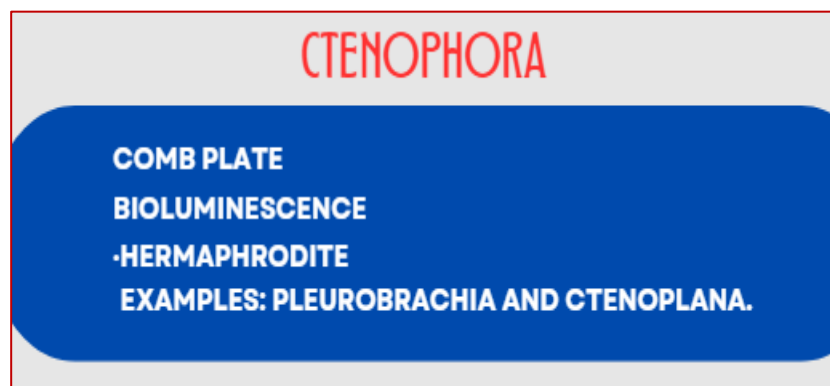 CTENOPHORA
COMB PLATE
BIOLUMINESCENCE
·HERMAPHRODITE
EXAMPLES: PLEUROBRACHIA AND CTENOPLANA.